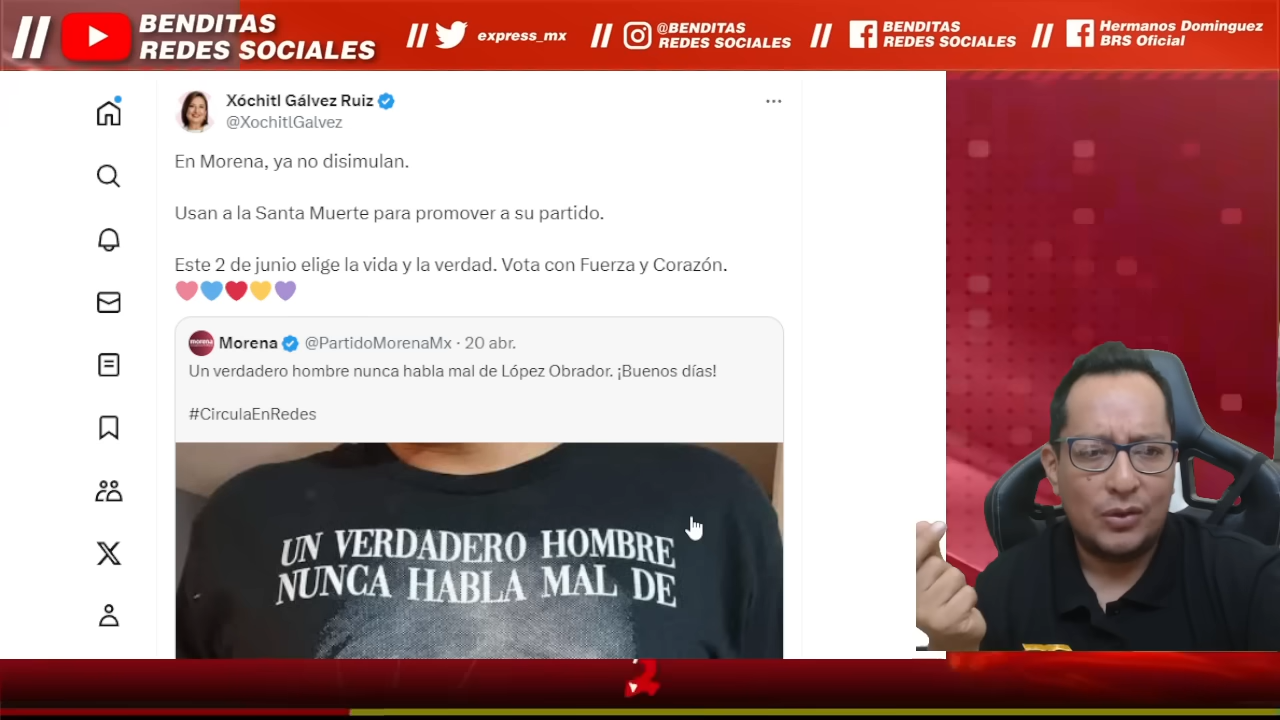 BENDITAS
REDES SOCIALES
express_mx
@BENDITAS
REDES SOCIALES
BENDITAS
REDES SOCIALES
Hermanos Dominguez
BRS Oficial
Xóchitl Gálvez Ruiz
@XochitlGalvez
En Morena, ya no disimulan.
Usan a la Santa Muerte para promover a su partido.
Este 2 de junio elige la vida y la verdad. Vota con Fuerza y Corazón.
morena
Morena @PartidoMorenaMx · 20 abr.
Un verdadero hombre nunca habla mal de López Obrador. ¡Buenos días!
#CirculaEnRedes
UN VERDADERO HOMBRE
NUNCA HABLA MAL DE